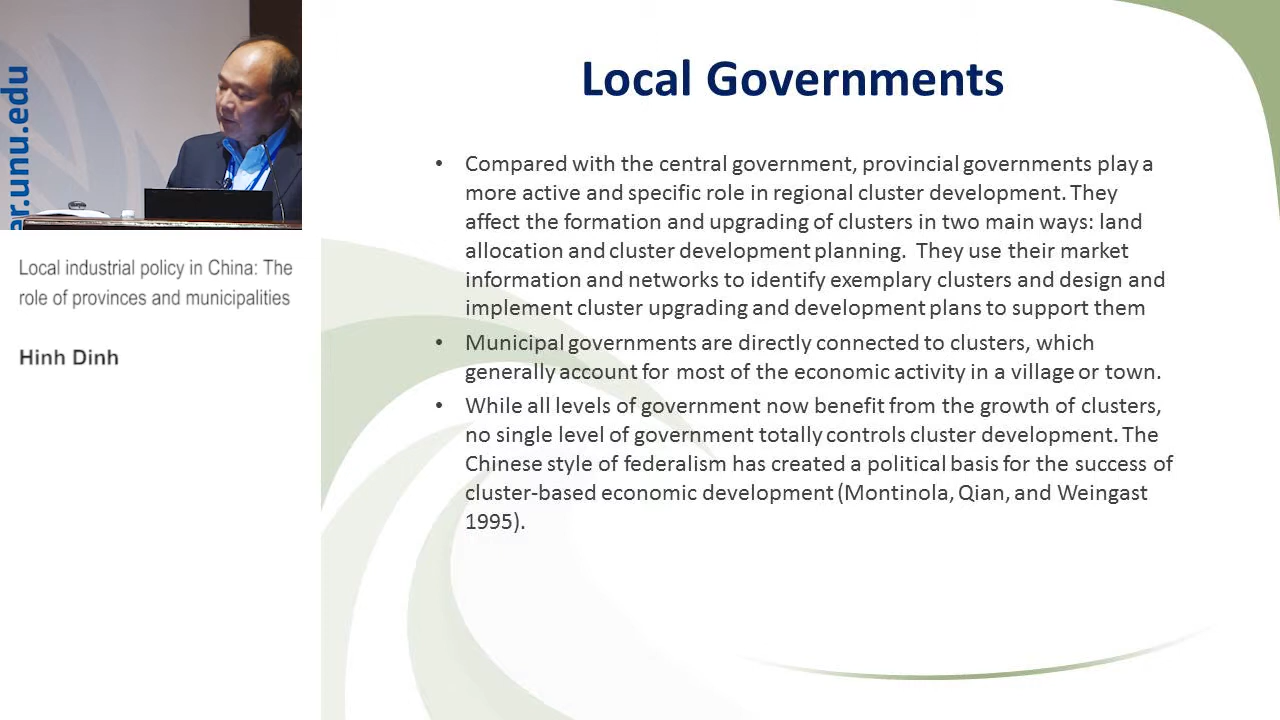 er.unu.edu
Local industrial policy in China: The
role of provinces and municipalities
Hinh Dinh
Local Governments
• Compared with the central government, provincial governments play a
more active and specific role in regional cluster development. They
affect the formation and upgrading of clusters in two main ways: land
allocation and cluster development planning. They use their market
information and networks to identify exemplary clusters and design and
implement cluster upgrading and development plans to support them
• Municipal governments are directly connected to clusters, which
generally account for most of the economic activity in a village or town.
• While all levels of government now benefit from the growth of clusters,
no single level of government totally controls cluster development. The
Chinese style of federalism has created a political basis for the success of
cluster-based economic development (Montinola, Qian, and Weingast
1995).